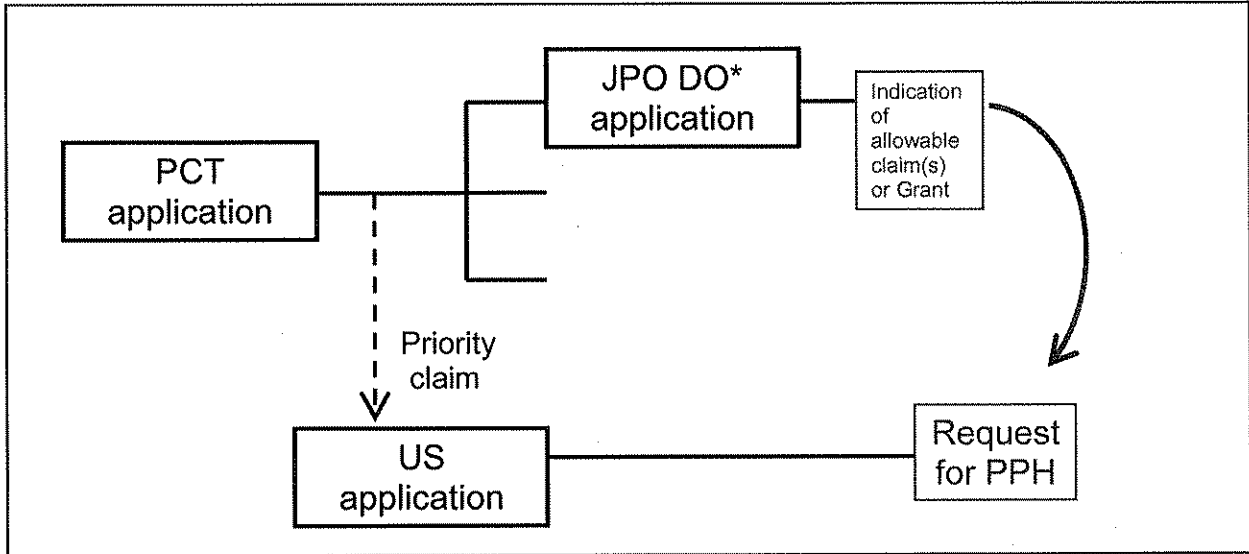 JPO DO*
application
Indication
of
allowable
claim(s)
or Grant
PCT
application
Priority
claim
US
application
Request
for PPH